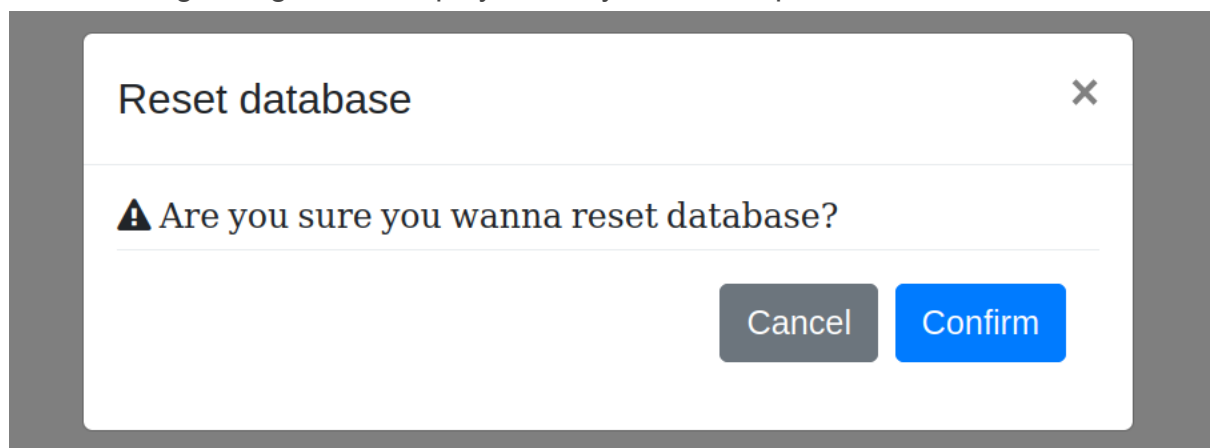 Reset database
×
Are you sure you wanna reset database?
Cancel
Confirm